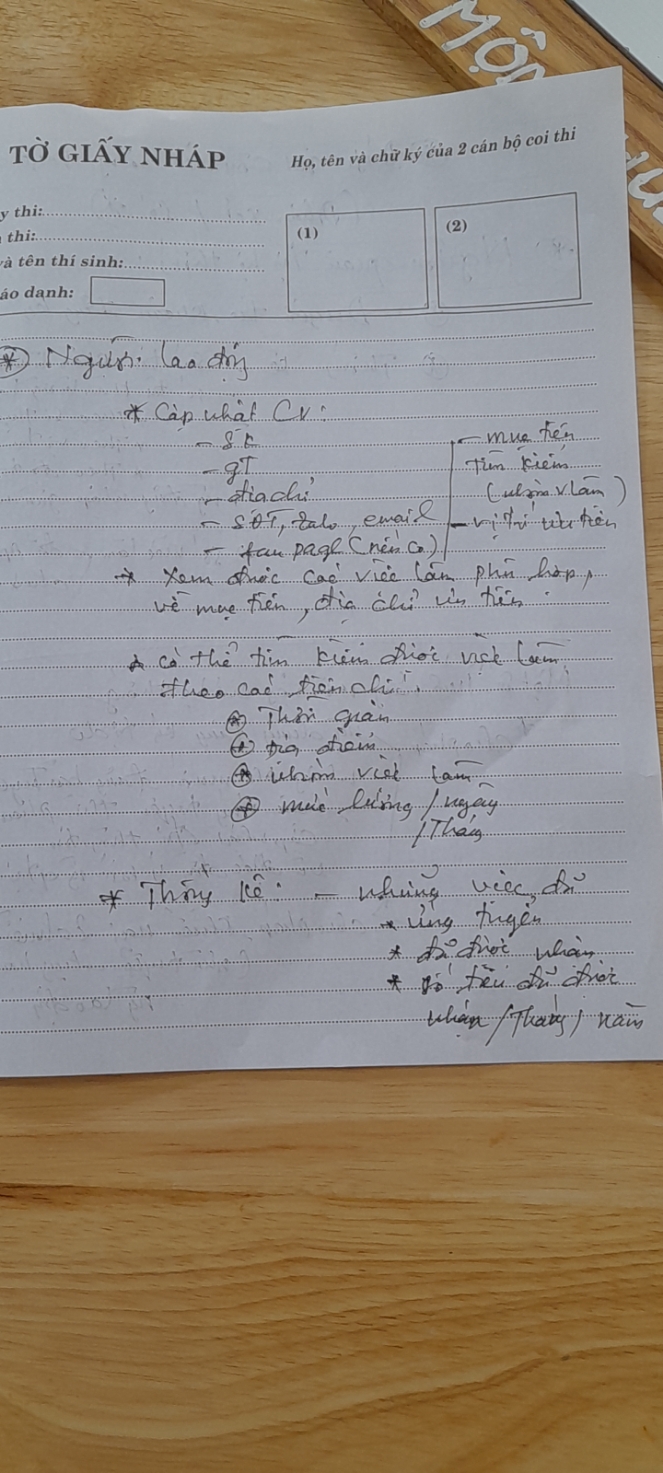 MỘN
TỜ GIẤY NHÁP
Họ, tên và chữ ký của 2 cán bộ coi thi
y thi:
thi:
và tên thí sinh:
áo danh:
(1)
(2)
* Người lao động
* Cập nhật CV:
- GT
- địa chỉ
- SĐT, Zalo, email
- fan page (nếu có)
- mục tiêu
tìm kiếm
(nhóm v làm)
- vị trí ưu tiên
* Xem được các việc làm phù hợp,
về mục tiêu, địa chỉ ưu tiên
* có thể tìm kiếm được việc làm
theo các tiêu chí:
* Thời gian
* Địa điểm
* nhóm việc làm
* mức lương / ngày
/ Tháng
* Thống kê: - những việc đã
* ứng tuyển
* đã được nhận
* số tiền đã được
nhận / Tháng / năm